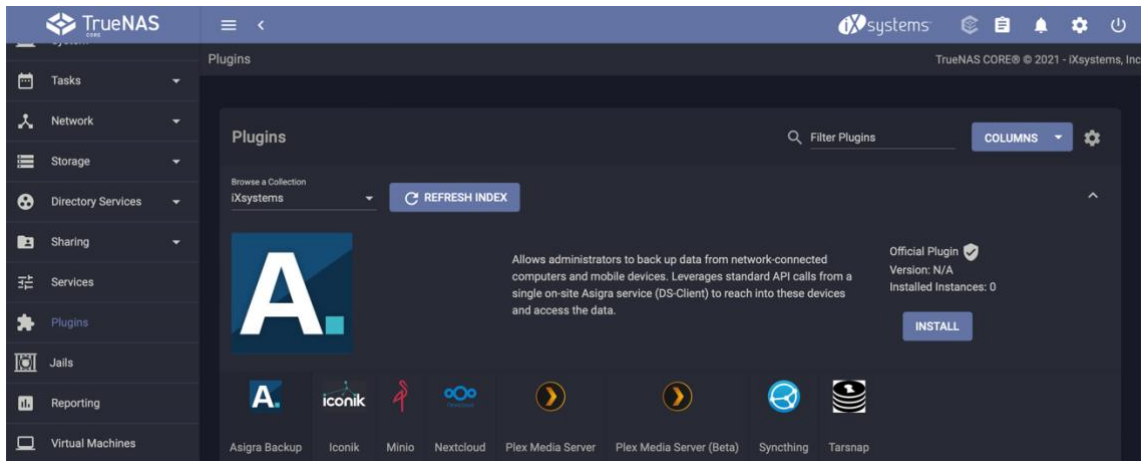 TrueNAS
CORE
iXsystems
Plugins
TrueNAS CORE® © 2021 - iXsystems, Inc
Tasks
Network
Storage
Directory Services
Sharing
Services
Plugins
Jails
Reporting
Virtual Machines
Plugins
Filter Plugins
COLUMNS
Browse a Collection
iXsystems
REFRESH INDEX
A.
Allows administrators to back up data from network-connected
computers and mobile devices. Leverages standard API calls from a
single on-site Asigra service (DS-Client) to reach into these devices
and access the data.
Official Plugin
Version: N/A
Installed Instances: 0
INSTALL
A.
iconik
Asigra Backup
Iconik
Minio
Nextcloud
Plex Media Server
Plex Media Server (Beta)
Syncthing
Tarsnap